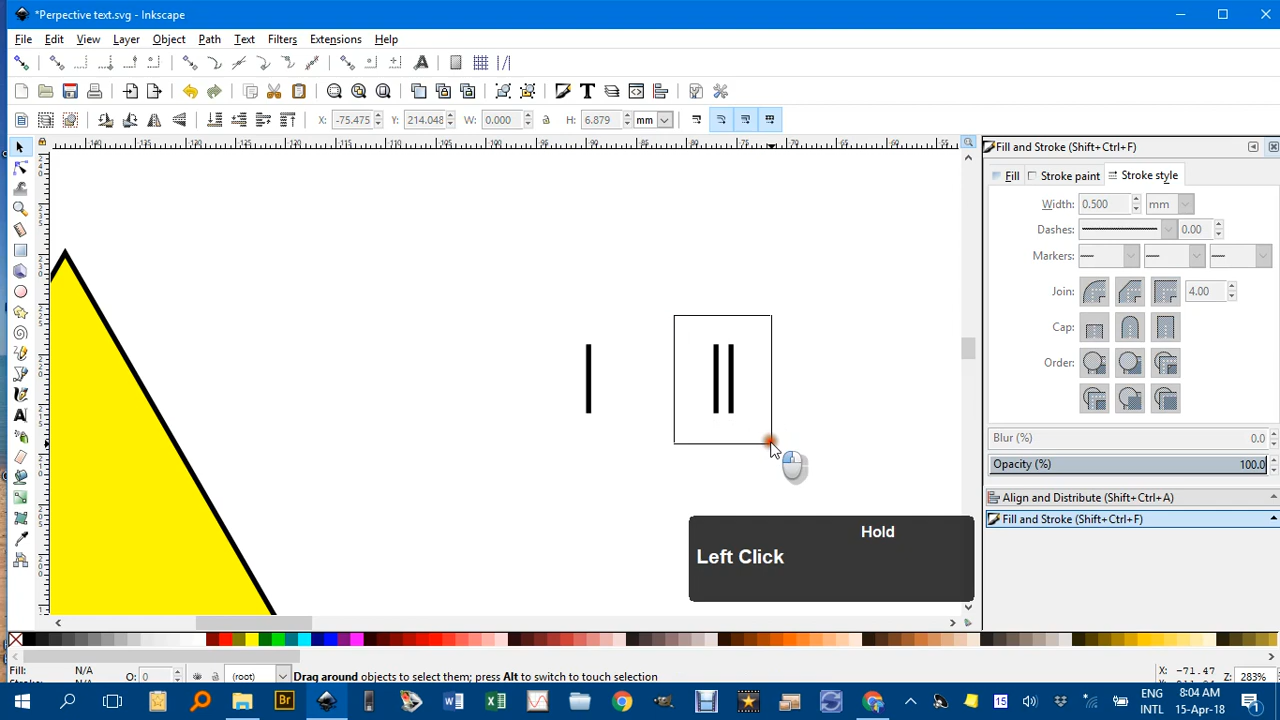 *Perpective text.svg - Inkscape
File Edit View Layer Object Path Text Filters Extensions Help
X: -75.475 Y: 214.048 W: 0.000 H: 6.879 mm
Fill and Stroke (Shift+Ctrl+F)
Fill Stroke paint Stroke style
Width: 0.500 mm
Dashes: 0.00
Markers:
Join: 4.00
Cap:
Order:
Blur (%) 0.0
Opacity (%) 100.0
Align and Distribute (Shift+Ctrl+A)
Fill and Stroke (Shift+Ctrl+F)
Hold
Left Click
Fill: N/A
N/A O: 0 (root) Drag around objects to select them; press Alt to switch to touch selection X: -71.47 283%
ENG 8:04 AM
INTL 15-Apr-18